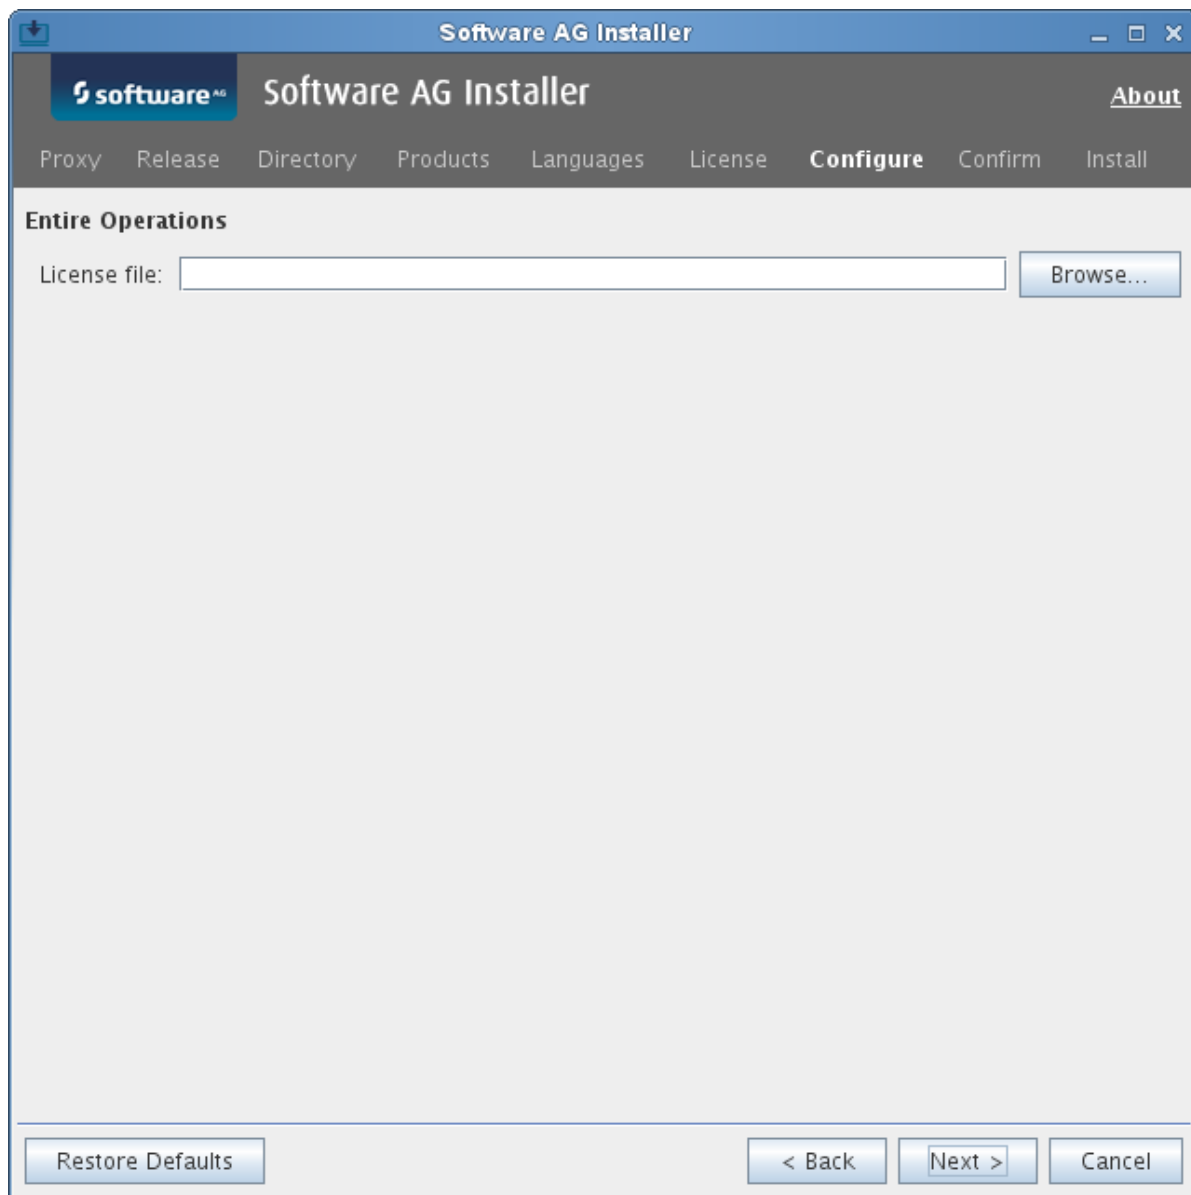 Software AG Installer
software AG Software AG Installer About
Proxy Release Directory Products Languages License Configure Confirm Install
Entire Operations
License file: Browse...
Restore Defaults < Back Next > Cancel